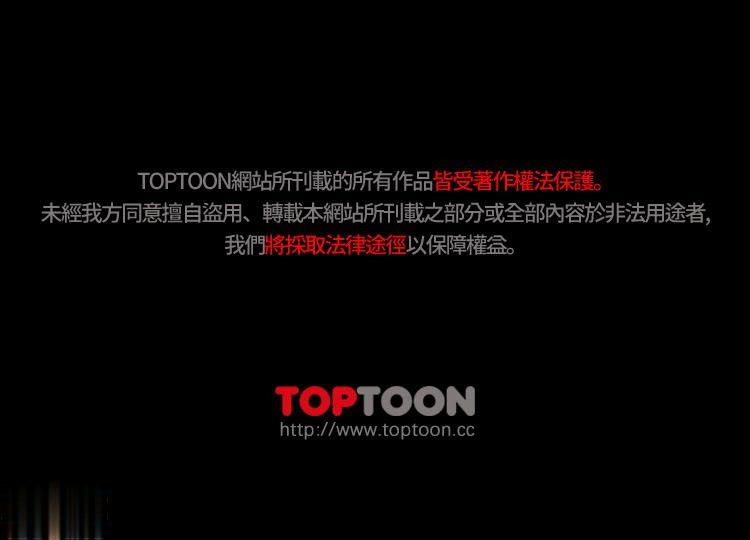 TOPTOON網站所刊載的所有作品皆受著作權法保護。
未經我方同意擅自盜用、轉載本網站所刊載之部分或全部內容於非法用途者,
我們將採取法律途徑以保障權益。
TOPTOON
http://www.toptoon.cc